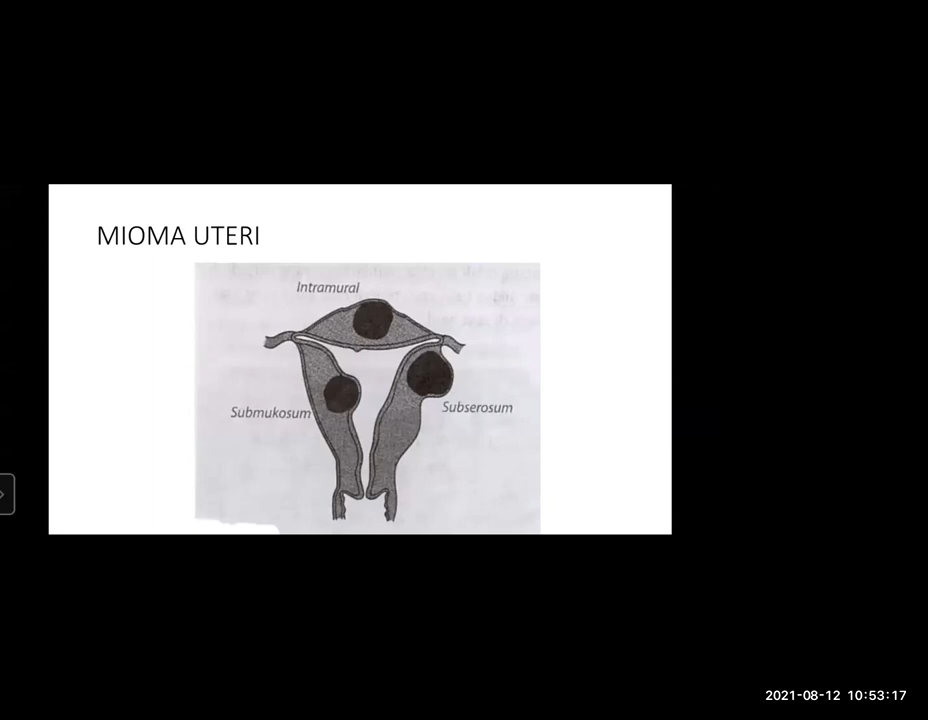 MIOMA UTERI
Intramural
Submukosum
Subserosum
2021-08-12 10:53:17